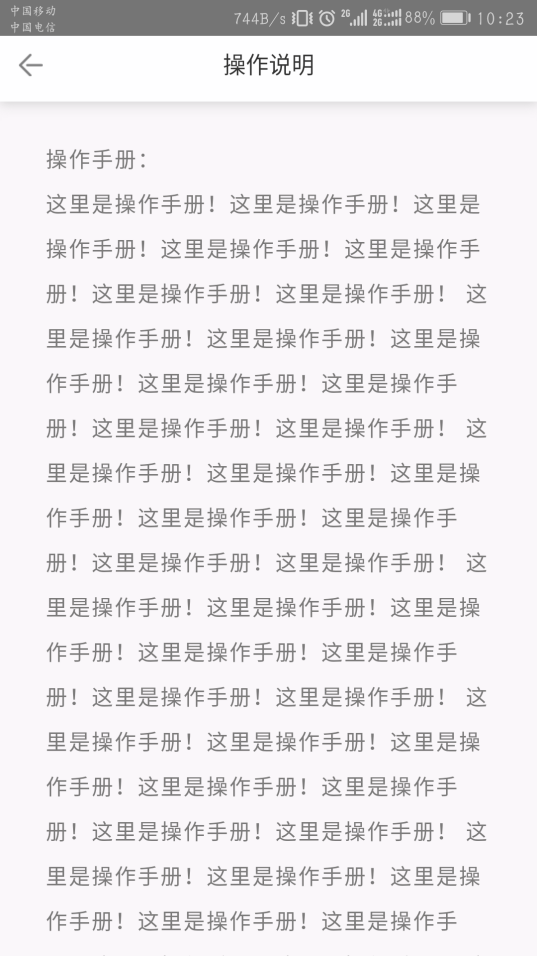 中国移动
中国电信
744B/s 2G 4G 2G 88% 10:23
操作说明
操作手册：
这里是操作手册！这里是操作手册！这里是
操作手册！这里是操作手册！这里是操作手
册！这里是操作手册！这里是操作手册！ 这
里是操作手册！这里是操作手册！这里是操
作手册！这里是操作手册！这里是操作手
册！这里是操作手册！这里是操作手册！ 这
里是操作手册！这里是操作手册！这里是操
作手册！这里是操作手册！这里是操作手
册！这里是操作手册！这里是操作手册！ 这
里是操作手册！这里是操作手册！这里是操
作手册！这里是操作手册！这里是操作手
册！这里是操作手册！这里是操作手册！ 这
里是操作手册！这里是操作手册！这里是操
作手册！这里是操作手册！这里是操作手
册！这里是操作手册！这里是操作手册！ 这
里是操作手册！这里是操作手册！这里是操
作手册！这里是操作手册！这里是操作手